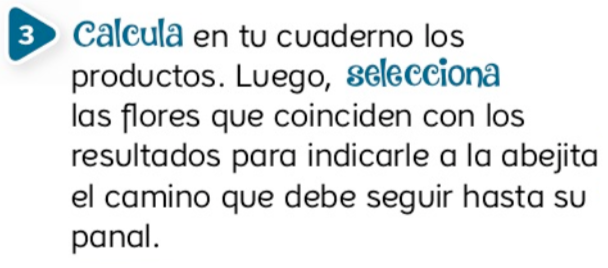 3 Calcula en tu cuaderno los
productos. Luego, selecciona
las flores que coinciden con los
resultados para indicarle a la abejita
el camino que debe seguir hasta su
panal.